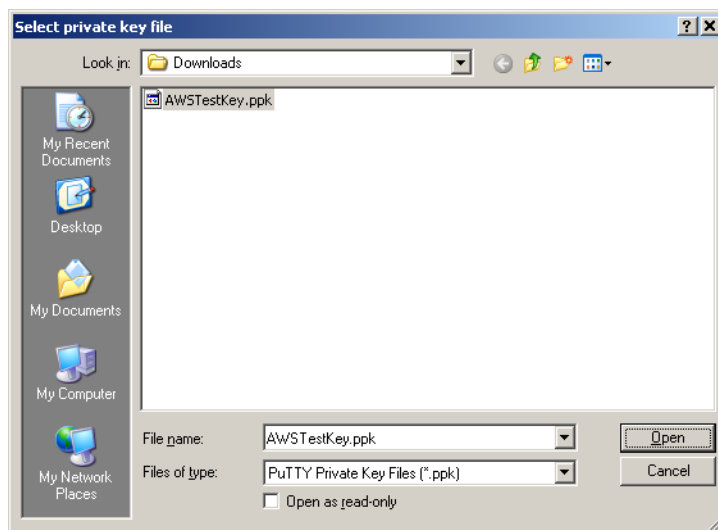 Select private key file
Look in:
Downloads
AWSTestKey.ppk
My Recent
Documents
Desktop
My Documents
My Computer
My Network
Places
File name:
AWSTestKey.ppk
Open
Files of type:
PuTTY Private Key Files (*.ppk)
Cancel
Open as read-only